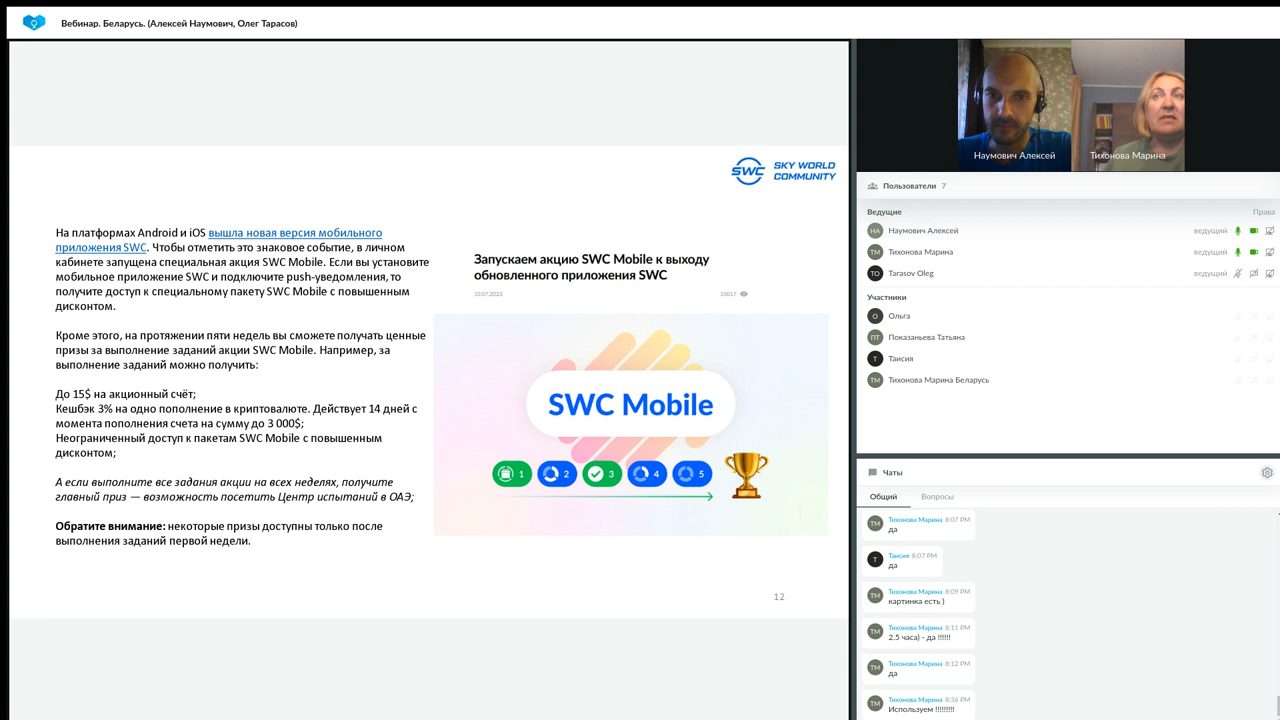 Вебинар. Беларусь. (Алексей Наумович, Олег Тарасов)
SWC
SKY WORLD
COMMUNITY
На платформах Android и iOS вышла новая версия мобильного
приложения SWC. Чтобы отметить это знаковое событие, в личном
кабинете запущена специальная акция SWC Mobile. Если вы установите
мобильное приложение SWC и подключите push-уведомления, то
получите доступ к специальному пакету SWC Mobile с повышенным
дисконтом.
Кроме этого, на протяжении пяти недель вы сможете получать ценные
призы за выполнение заданий акции SWC Mobile. Например, за
выполнение заданий можно получить:
До 15$ на акционный счёт;
Кешбэк 3% на одно пополнение в криптовалюте. Действует 14 дней с
момента пополнения счета на сумму до 3 000$;
Неограниченный доступ к пакетам SWC Mobile с повышенным
дисконтом;
А если выполните все задания акции на всех неделях, получите
главный приз — возможность посетить Центр испытаний в ОАЭ;
Обратите внимание: некоторые призы доступны только после
выполнения заданий первой недели.
Запускаем акцию SWC Mobile к выходу
обновленного приложения SWC
10.07.2023
10017
SWC Mobile
1
2
3
4
5
12
Наумович Алексей
Тихонова Марина
Пользователи 7
Ведущие
Права
НА Наумович Алексей ведущий
ТМ Тихонова Марина ведущий
TO Tarasov Oleg ведущий
Участники
О Ольга
ПТ Показаньева Татьяна
Т Таисия
ТМ Тихонова Марина Беларусь
Чаты
Общий
Вопросы
ТМ
Тихонова Марина 8:07 PM
да
Т
Таисия 8:07 PM
да
ТМ
Тихонова Марина 8:09 PM
картинка есть )
ТМ
Тихонова Марина 8:11 PM
2.5 часа) - да !!!!!!
ТМ
Тихонова Марина 8:12 PM
да
ТМ
Тихонова Марина 8:36 PM
Используем !!!!!!!!!